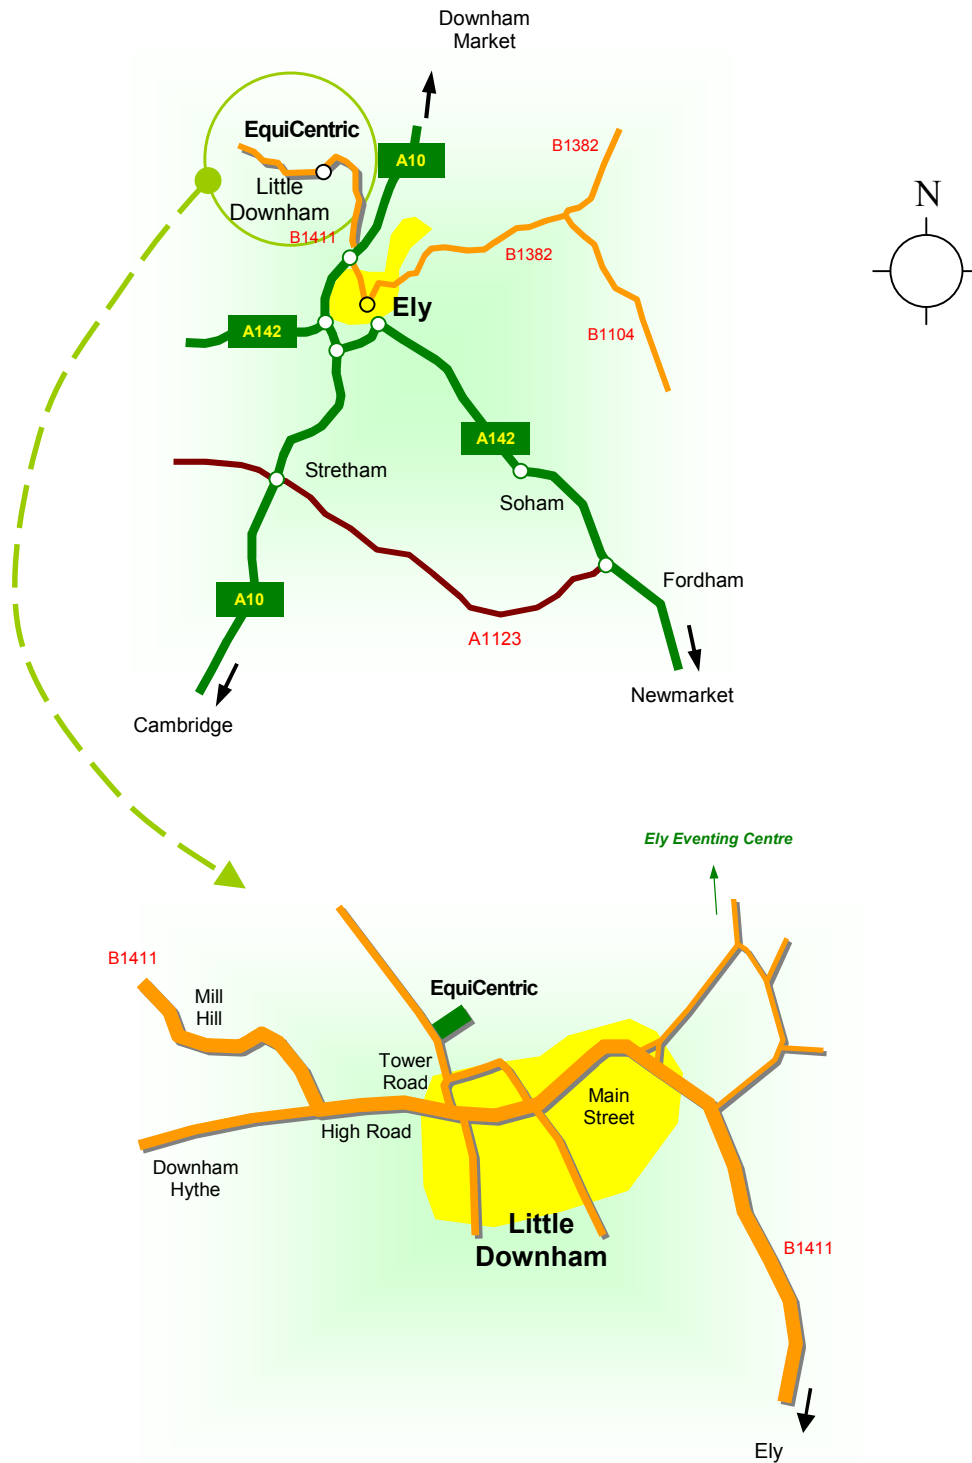 Downham
Market
EquiCentric
A10
B1382
Little
Downham
N
B1411
B1382
Ely
A142
B1104
A142
Stretham
Soham
Fordham
A10
A1123
Newmarket
Cambridge
Ely Eventing Centre
B1411
EquiCentric
Mill
Hill
Tower
Road
Main
Street
High Road
Downham
Hythe
Little
Downham
B1411
Ely